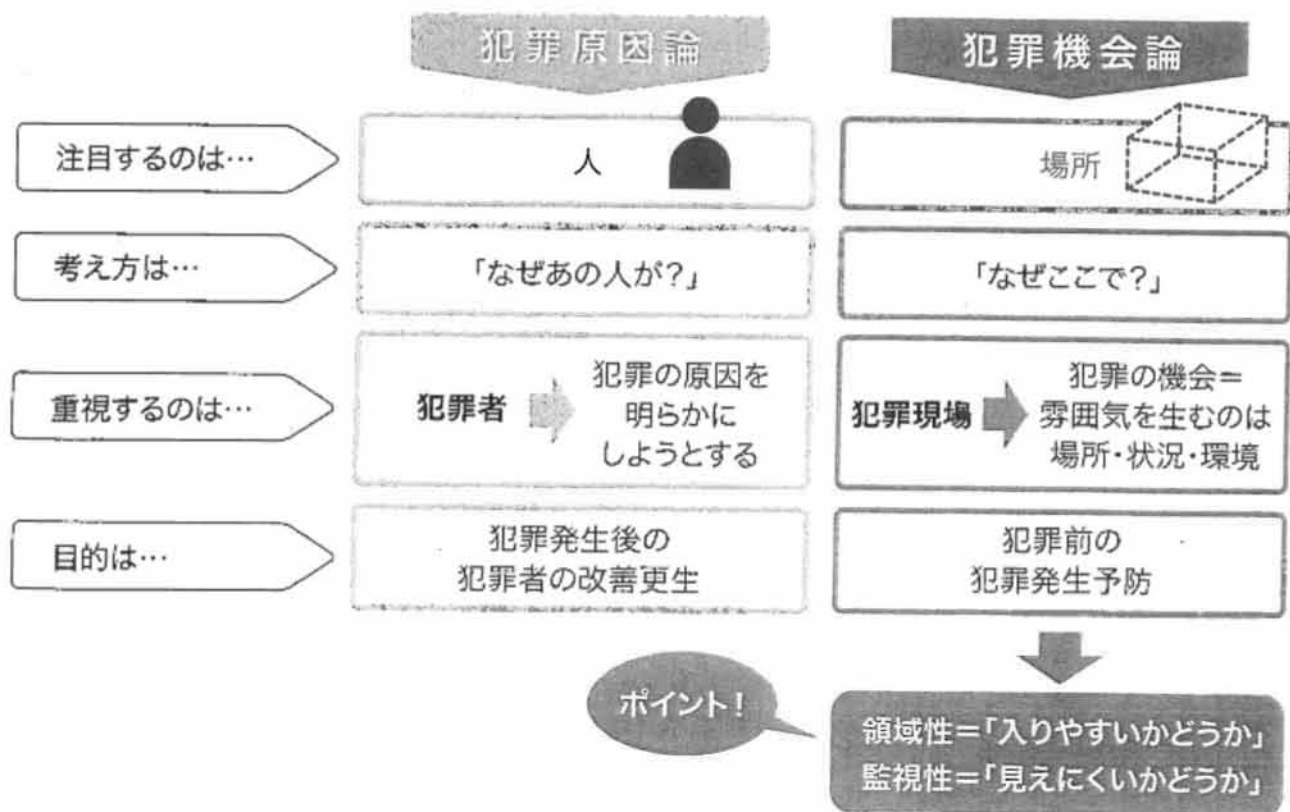 犯罪原因論
犯罪機会論
注目するのは…
人
場所
考え方は…
「なぜあの人が?」
「なぜここで?」
重視するのは…
犯罪者
犯罪の原因を
明らかに
しようとする
犯罪現場
犯罪の機会=
雰囲気を生むのは
場所・状況・環境
目的は…
犯罪発生後の
犯罪者の改善更生
犯罪前の
犯罪発生予防
ポイント!
領域性=「入りやすいかどうか」
監視性=「見えにくいかどうか」